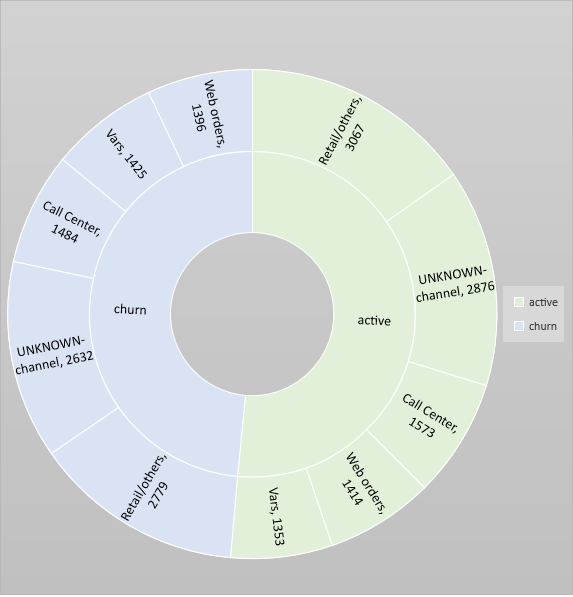 Retail/others,
3067
UNKNOWN-
channel, 2876
Call Center,
1573
Web orders,
1414
Vars, 1353
Retail/others,
2779
UNKNOWN-
channel, 2632
Call Center,
1484
Vars, 1425
Web orders,
1396
active
churn
active
churn